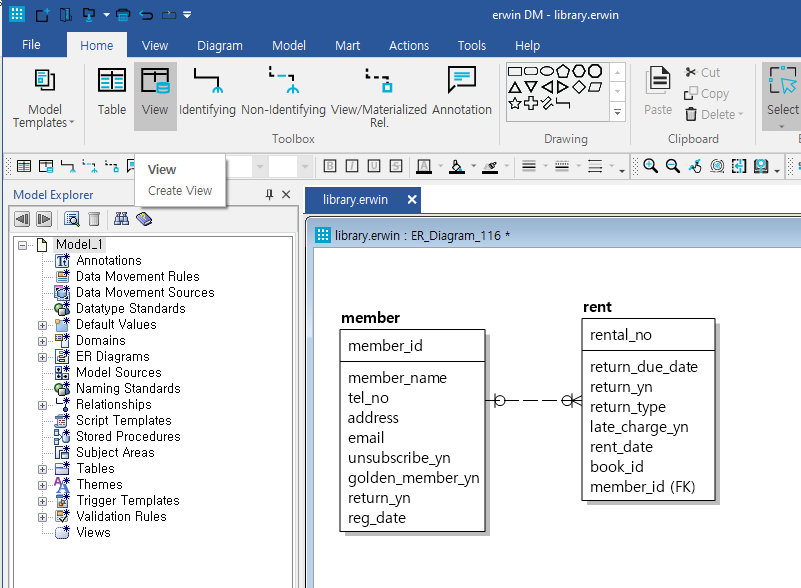 erwin DM - library.erwin
File Home View Diagram Model Mart Actions Tools Help
Model Templates
Table
View
Identifying
Non-Identifying
View/Materialized Rel.
Annotation
Toolbox
Drawing
Paste
Cut
Copy
Delete
Clipboard
Select
View
Create View
B I U S
A
Model Explorer
library.erwin
library.erwin : ER_Diagram_116 *
Model_1
Annotations
Data Movement Rules
Data Movement Sources
Datatype Standards
Default Values
Domains
ER Diagrams
Model Sources
Naming Standards
Relationships
Script Templates
Stored Procedures
Subject Areas
Tables
Themes
Trigger Templates
Validation Rules
Views
member
member_id
member_name
tel_no
address
email
unsubscribe_yn
golden_member_yn
return_yn
reg_date
rent
rental_no
return_due_date
return_yn
return_type
late_charge_yn
rent_date
book_id
member_id (FK)